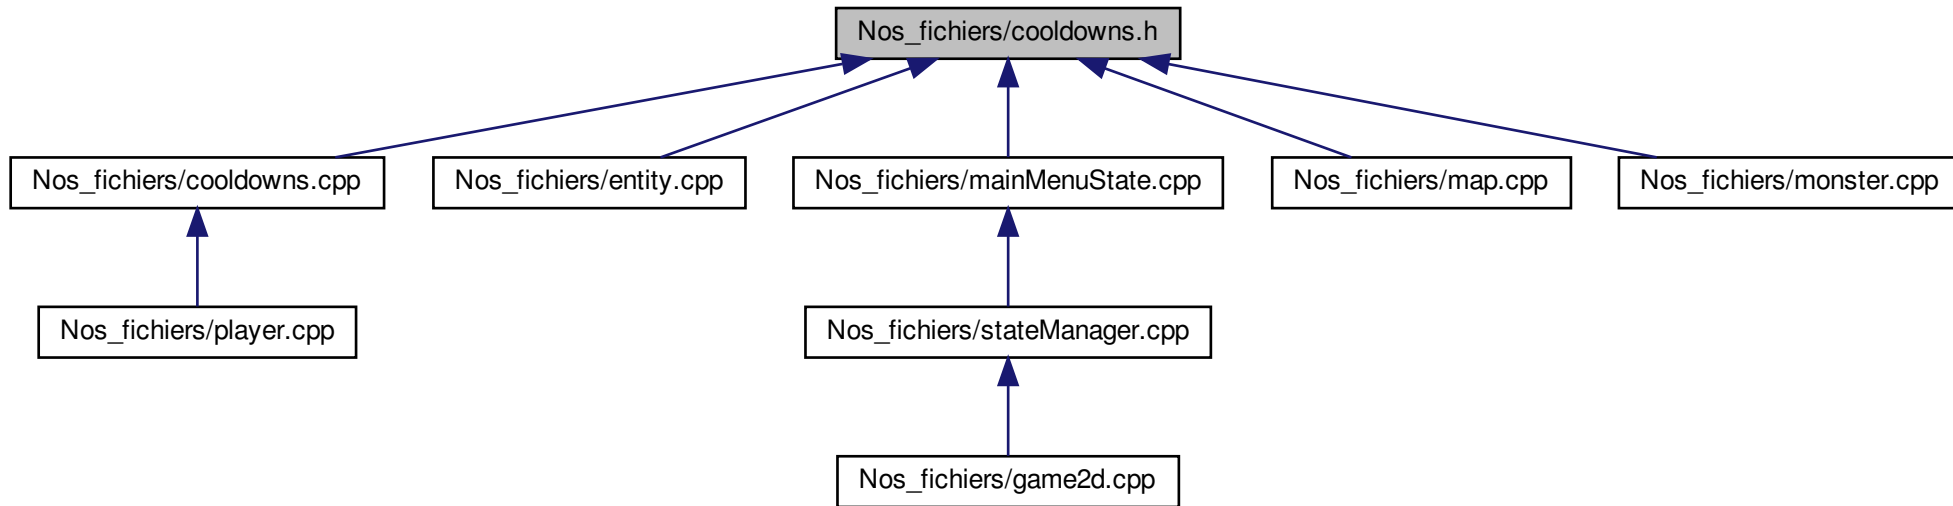 Nos_fichiers/cooldowns.h
Nos_fichiers/cooldowns.cpp
Nos_fichiers/entity.cpp
Nos_fichiers/mainMenuState.cpp
Nos_fichiers/map.cpp
Nos_fichiers/monster.cpp
Nos_fichiers/player.cpp
Nos_fichiers/stateManager.cpp
Nos_fichiers/game2d.cpp